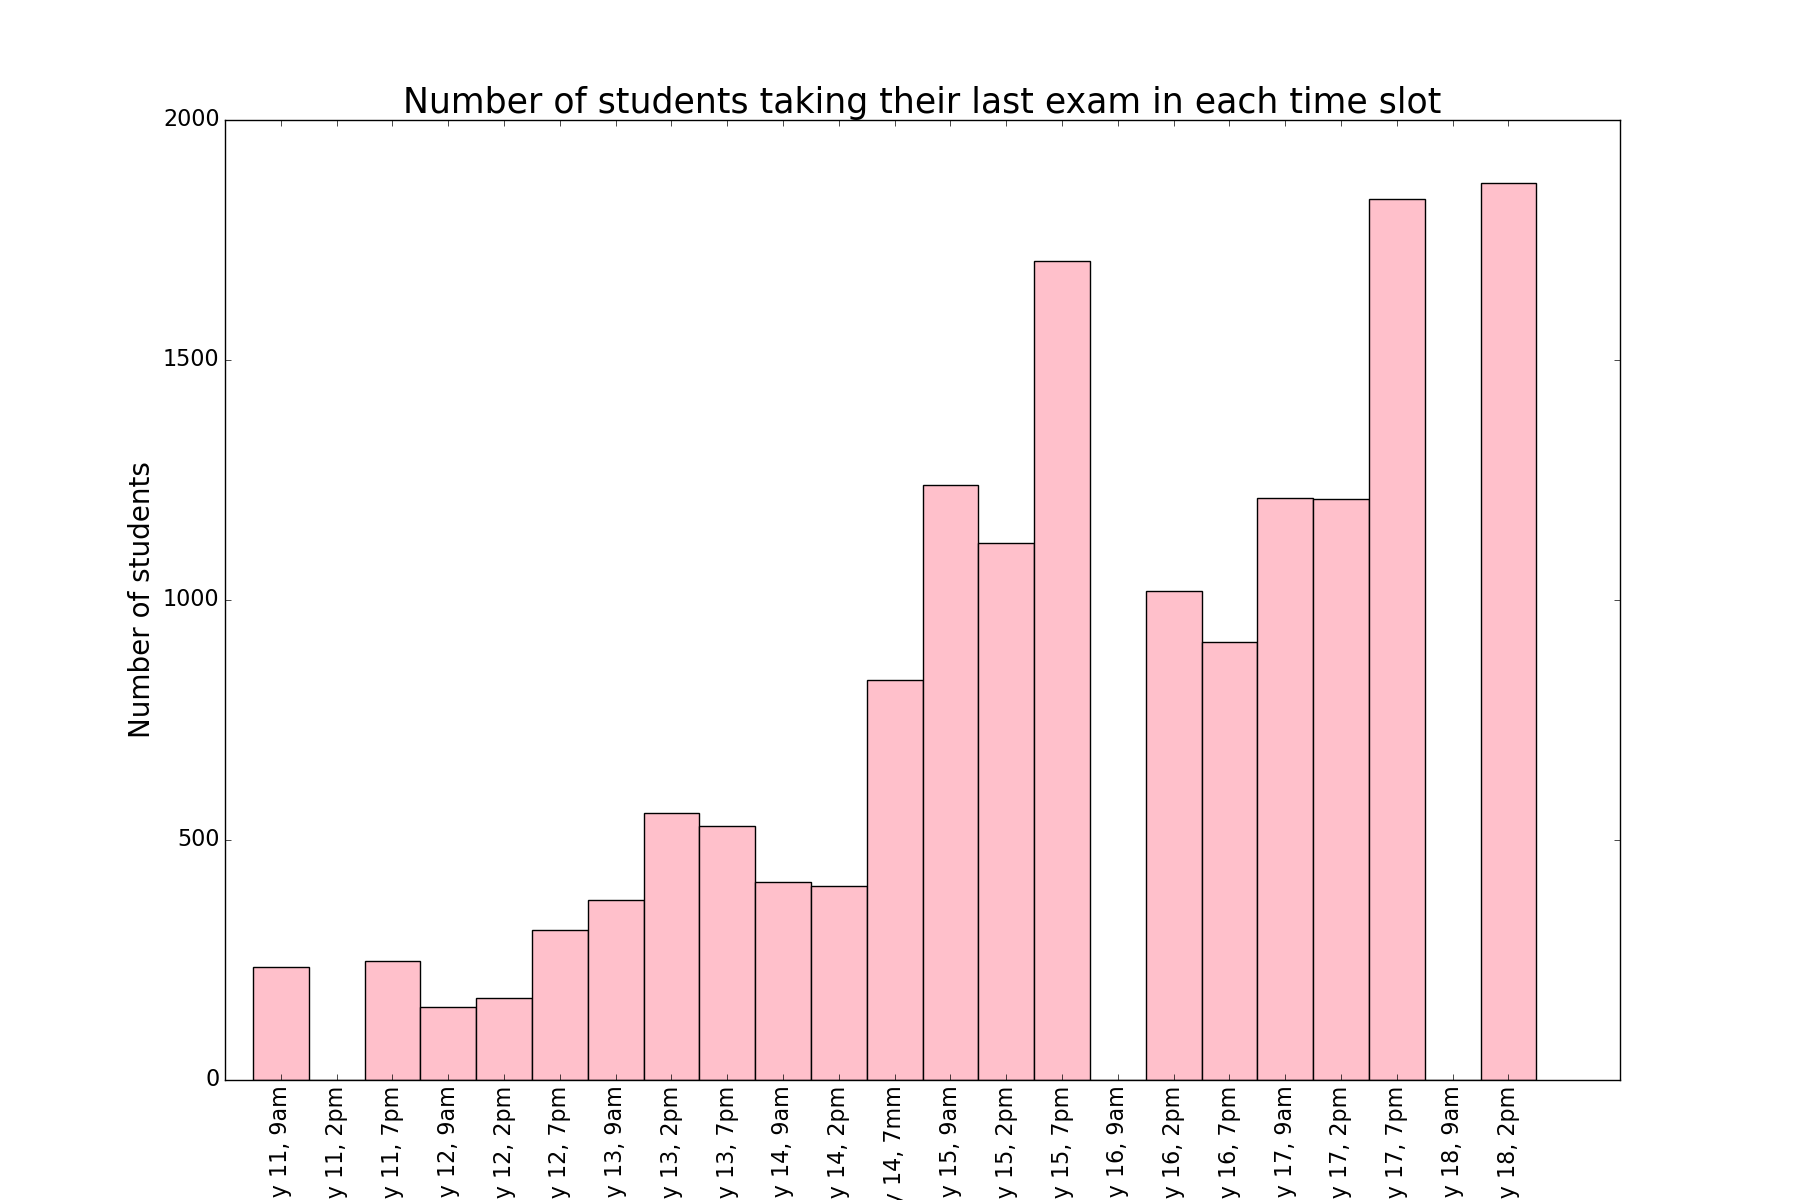 Number of students taking their last exam in each time slot
Number of students
2000
1500
1000
500
0
y 11, 9am
y 11, 2pm
y 11, 7pm
y 12, 9am
y 12, 2pm
y 12, 7pm
y 13, 9am
y 13, 2pm
y 13, 7pm
y 14, 9am
y 14, 2pm
y 14, 7mm
y 15, 9am
y 15, 2pm
y 15, 7pm
y 16, 9am
y 16, 2pm
y 16, 7pm
y 17, 9am
y 17, 2pm
y 17, 7pm
y 18, 9am
y 18, 2pm